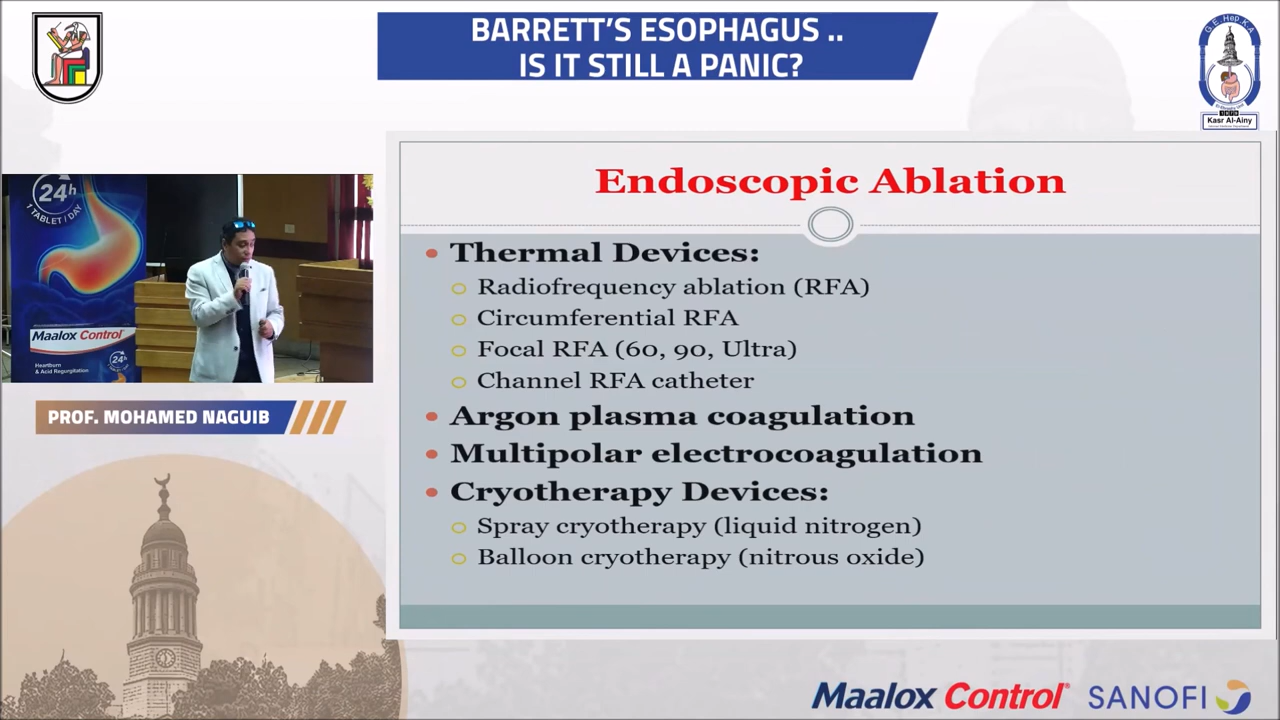 BARRETT'S ESOPHAGUS ..
IS IT STILL A PANIC?
G.E.Hep.K.A
Kasr Al-Ainy
24h
1 TABLET/DAY
Maalox Control
24h
Heartburn
& Acid Regurgitation
PROF. MOHAMED NAGUIB
Endoscopic Ablation
• Thermal Devices:
o Radiofrequency ablation (RFA)
o Circumferential RFA
o Focal RFA (60, 90, Ultra)
o Channel RFA catheter
• Argon plasma coagulation
• Multipolar electrocoagulation
• Cryotherapy Devices:
o Spray cryotherapy (liquid nitrogen)
o Balloon cryotherapy (nitrous oxide)
Maalox Control® SANOFI